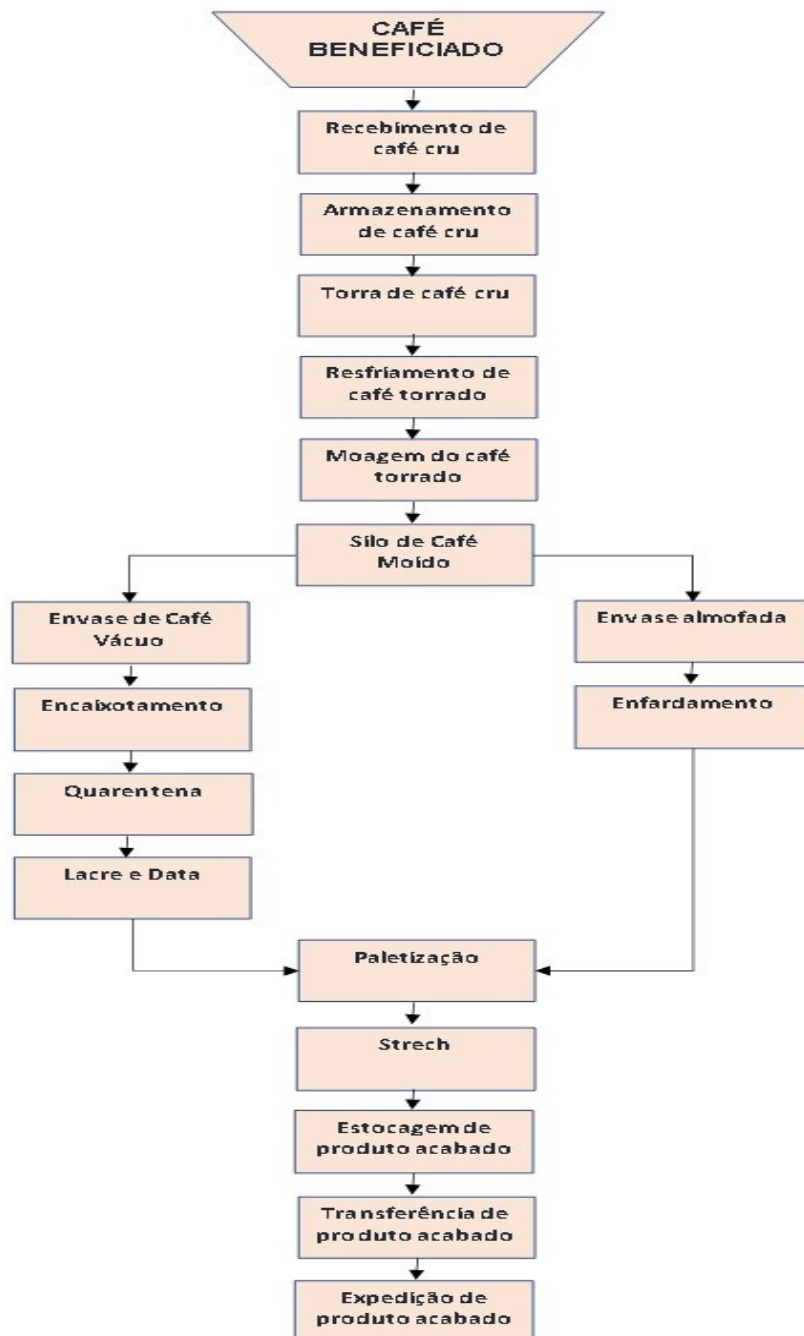 CAFÉ
BENEFICIADO
Recebimento de
café cru
Armazenamento
de café cru
Torra de café cru
Resfriamento de
café torrado
Moagem do café
torrado
Silo de Café
Moído
Envase de Café
Vácuo
Encaixotamento
Quarentena
Lacre e Data
Envase almofada
Enfardamento
Paletização
Strech
Estocagem de
produto acabado
Transferência de
produto acabado
Expedição de
produto acabado